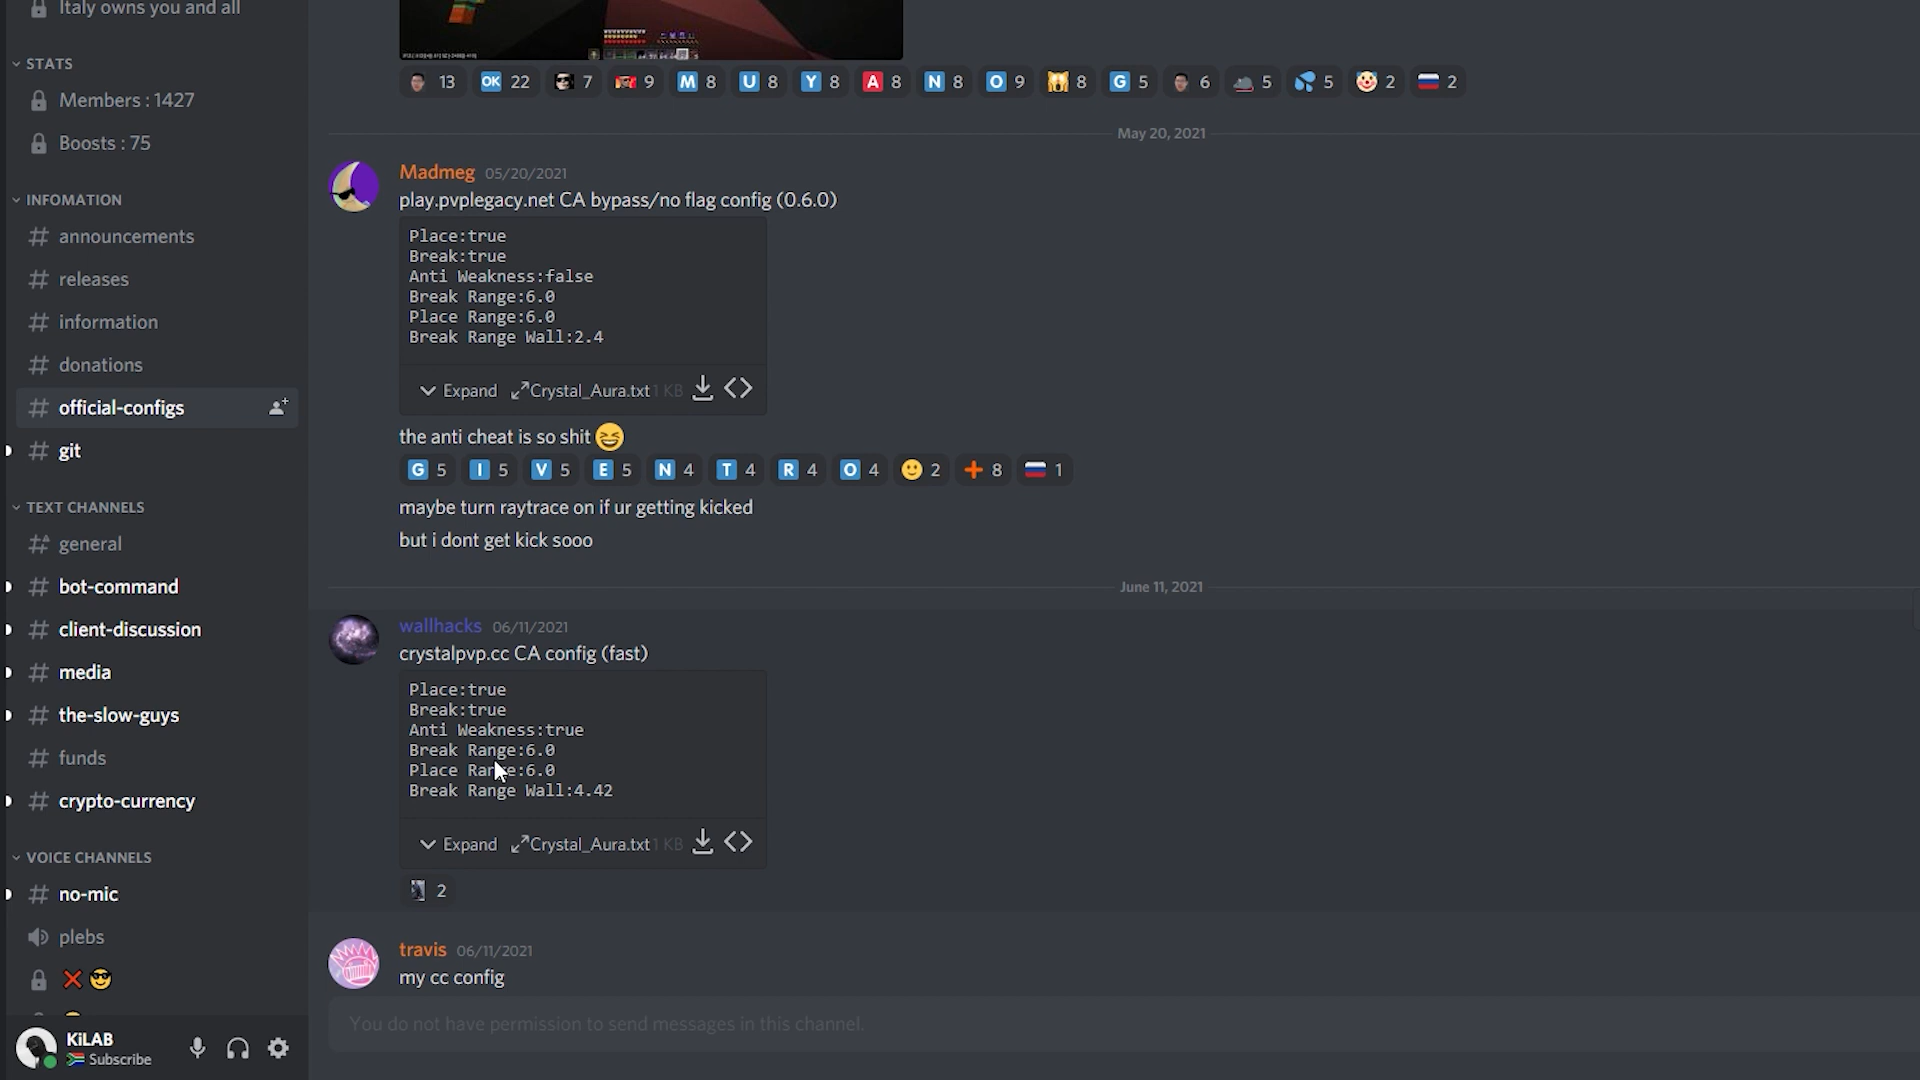 Italy owns you and all
STATS
Members : 1427
Boosts : 75
INFOMATION
announcements
releases
information
donations
official-configs
git
TEXT CHANNELS
general
bot-command
client-discussion
media
the-slow-guys
funds
crypto-currency
VOICE CHANNELS
no-mic
plebs
KiLAB
Subscribe
13 OK 22 7 9 M 8 U 8 Y 8 A 8 N 8 O 9 8 G 5 6 5 5 2 2
May 20, 2021
Madmeg 05/20/2021
play.pvplegacy.net CA bypass/no flag config (0.6.0)
Place:true
Break:true
Anti Weakness:false
Break Range:6.0
Place Range:6.0
Break Range Wall:2.4
Expand Crystal_Aura.txt 1 KB
the anti cheat is so shit
G 5 I 5 V 5 E 5 N 4 T 4 R 4 O 4 2 8 1
maybe turn raytrace on if ur getting kicked
but i dont get kick sooo
June 11, 2021
wallhacks 06/11/2021
crystalpvp.cc CA config (fast)
Place:true
Break:true
Anti Weakness:true
Break Range:6.0
Place Range:6.0
Break Range Wall:4.42
Expand Crystal_Aura.txt 1 KB
2
travis 06/11/2021
my cc config
You do not have permission to send messages in this channel.